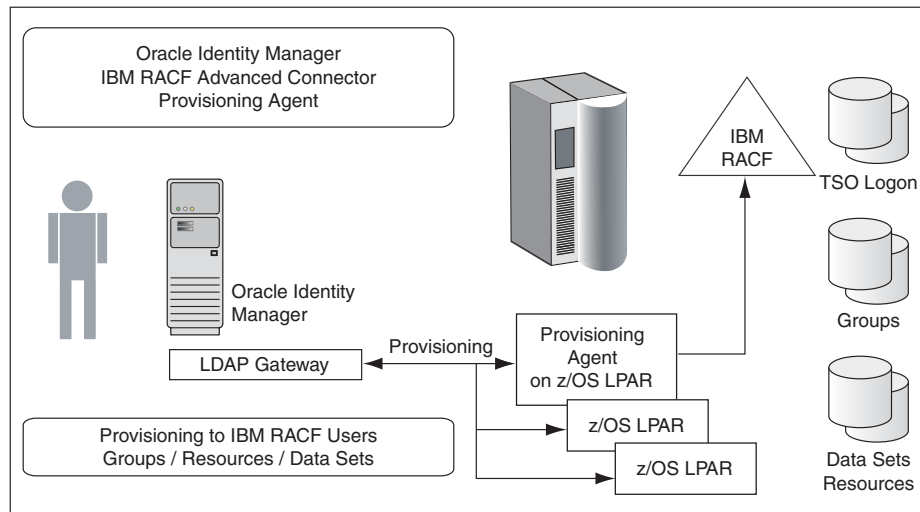 Oracle Identity Manager
IBM RACF Advanced Connector
Provisioning Agent
IBM
RACF
TSO Logon
Oracle Identity
Manager
Groups
Provisioning
LDAP Gateway
Provisioning
Agent
on z/OS LPAR
z/OS LPAR
z/OS LPAR
Provisioning to IBM RACF Users
Groups / Resources / Data Sets
Data Sets
Resources